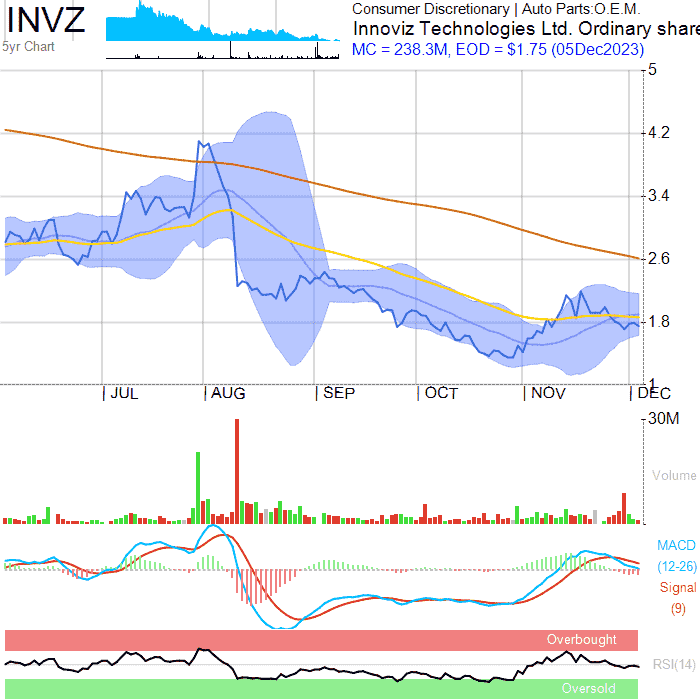 INVZ
5yr Chart
Consumer Discretionary | Auto Parts:O.E.M.
Innoviz Technologies Ltd. Ordinary share
MC = 238.3M, EOD = $1.75 (05Dec2023)
5
4.2
3.4
2.6
1.8
1
JUL
AUG
SEP
OCT
NOV
DEC
30M
Volume
MACD
(12-26)
Signal
(9)
Overbought
RSI(14)
Oversold